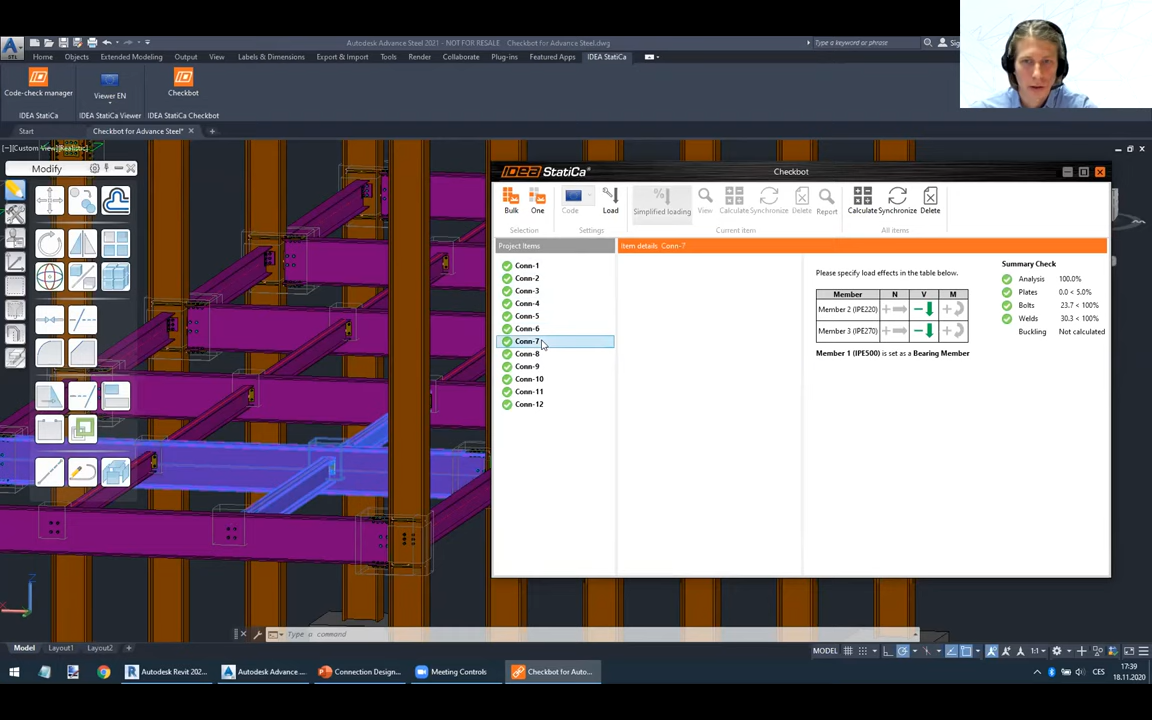 Autodesk Advance Steel 2021 - NOT FOR RESALE Checkbot for Advance Steel.dwg
Type a keyword or phrase
Home Objects Extended Modeling Output View Labels & Dimensions Export & Import Tools Render Collaborate Plug-ins Featured Apps IDEA StatiCa
Code-check manager
Viewer EN
Checkbot
IDEA StatiCa
IDEA StatiCa Viewer
IDEA StatiCa Checkbot
Start
Checkbot for Advance Steel*
[−][Custom View][Realistic]
Modify
IDEA StatiCa®
Checkbot
Bulk
One
Code
Load
Simplified loading
View
Calculate
Synchronize
Delete
Report
Calculate
Synchronize
Delete
Selection
Settings
Current item
All items
Project Items
Item details Conn-7
Conn-1
Conn-2
Conn-3
Conn-4
Conn-5
Conn-6
Conn-7
Conn-8
Conn-9
Conn-10
Conn-11
Conn-12
Please specify load effects in the table below.
Member N V M
Member 2 (IPE220)
Member 3 (IPE270)
Member 1 (IPE500) is set as a Bearing Member
Summary Check
Analysis 100.0%
Plates 0.0 < 5.0%
Bolts 23.7 < 100%
Welds 30.3 < 100%
Buckling Not calculated
Type a command
Model Layout1 Layout2
MODEL
1:1
Autodesk Revit 202...
Autodesk Advance ...
Connection Design...
Meeting Controls
Checkbot for Auto...
CES
17:39
18.11.2020